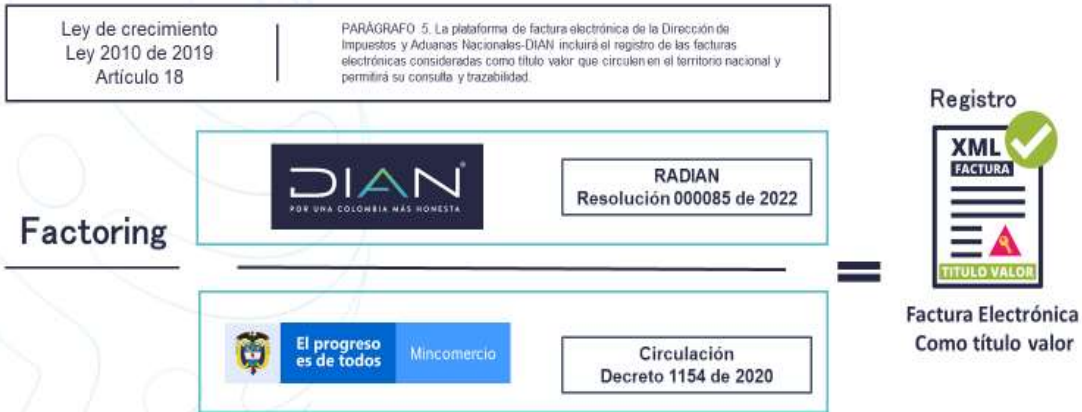 Ley de crecimiento
Ley 2010 de 2019
Artículo 18
PARÁGRAFO 5. La plataforma de factura electrónica de la Dirección de
Impuestos y Aduanas Nacionales-DIAN incluirá el registro de las facturas
electrónicas consideradas como título valor que circulen en el territorio nacional y
permitirá su consulta y trazabilidad.
Registro
XML
FACTURA
TITULO VALOR
DIAN
POR UNA COLOMBIA MÁS HONESTA
RADIAN
Resolución 000085 de 2022
Factoring
=
Factura Electrónica
Como título valor
El progreso
es de todos
Mincomercio
Circulación
Decreto 1154 de 2020